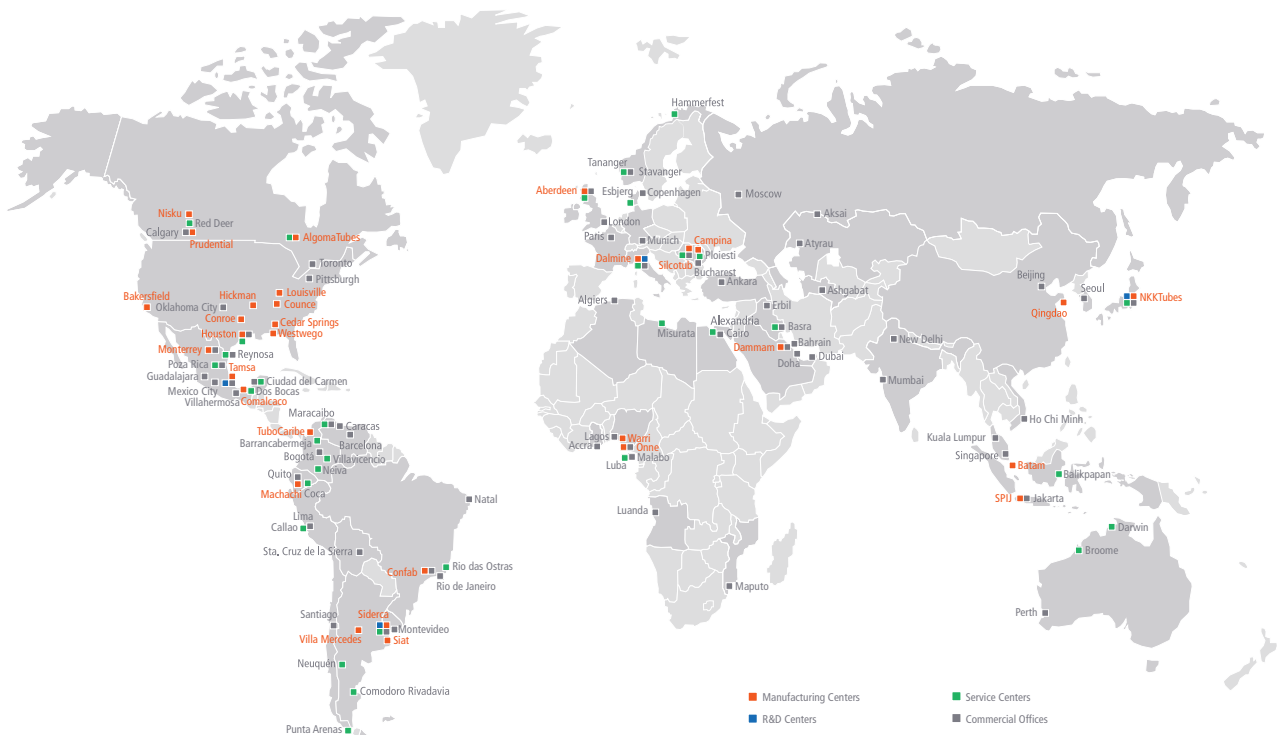 Hammerfest
Tananger
Stavanger
Aberdeen
Esbjerg
Copenhagen
Moscow
Nisku
Red Deer
Calgary
Prudential
AlgomaTubes
London
Aksai
Paris
Munich
Campina
Atyrau
Toronto
Dalmine
Silcotub
Ploiesti
Bucharest
Pittsburgh
Ankara
Beijing
Ashgabat
Seoul
Bakersfield
Hickman
Louisville
Oklahoma City
Counce
Algiers
Erbil
NKKTubes
Qingdao
Conroe
Cedar Springs
Alexandria
Basra
Houston
Westwego
Misurata
Cairo
Monterrey
Reynosa
Dammam
Bahrain
New Delhi
Poza Rica
Tamsa
Doha
Dubai
Guadalajara
Ciudad del Carmen
Mexico City
Dos Bocas
Mumbai
Villahermosa
Comalcaco
Maracaibo
Caracas
Ho Chi Minh
TuboCaribe
Barrancabermeja
Barcelona
Lagos
Warri
Kuala Lumpur
Accra
Onne
Bogotá
Villavicencio
Malabo
Singapore
Luba
Neiva
Batam
Quito
Balikpapan
Machachi
Coca
Natal
SPIJ
Jakarta
Lima
Luanda
Callao
Darwin
Sta. Cruz de la Sierra
Broome
Confab
Rio das Ostras
Rio de Janeiro
Maputo
Santiago
Siderca
Perth
Montevideo
Villa Mercedes
Siat
Neuquén
Comodoro Rivadavia
Punta Arenas
Manufacturing Centers
Service Centers
R&D Centers
Commercial Offices